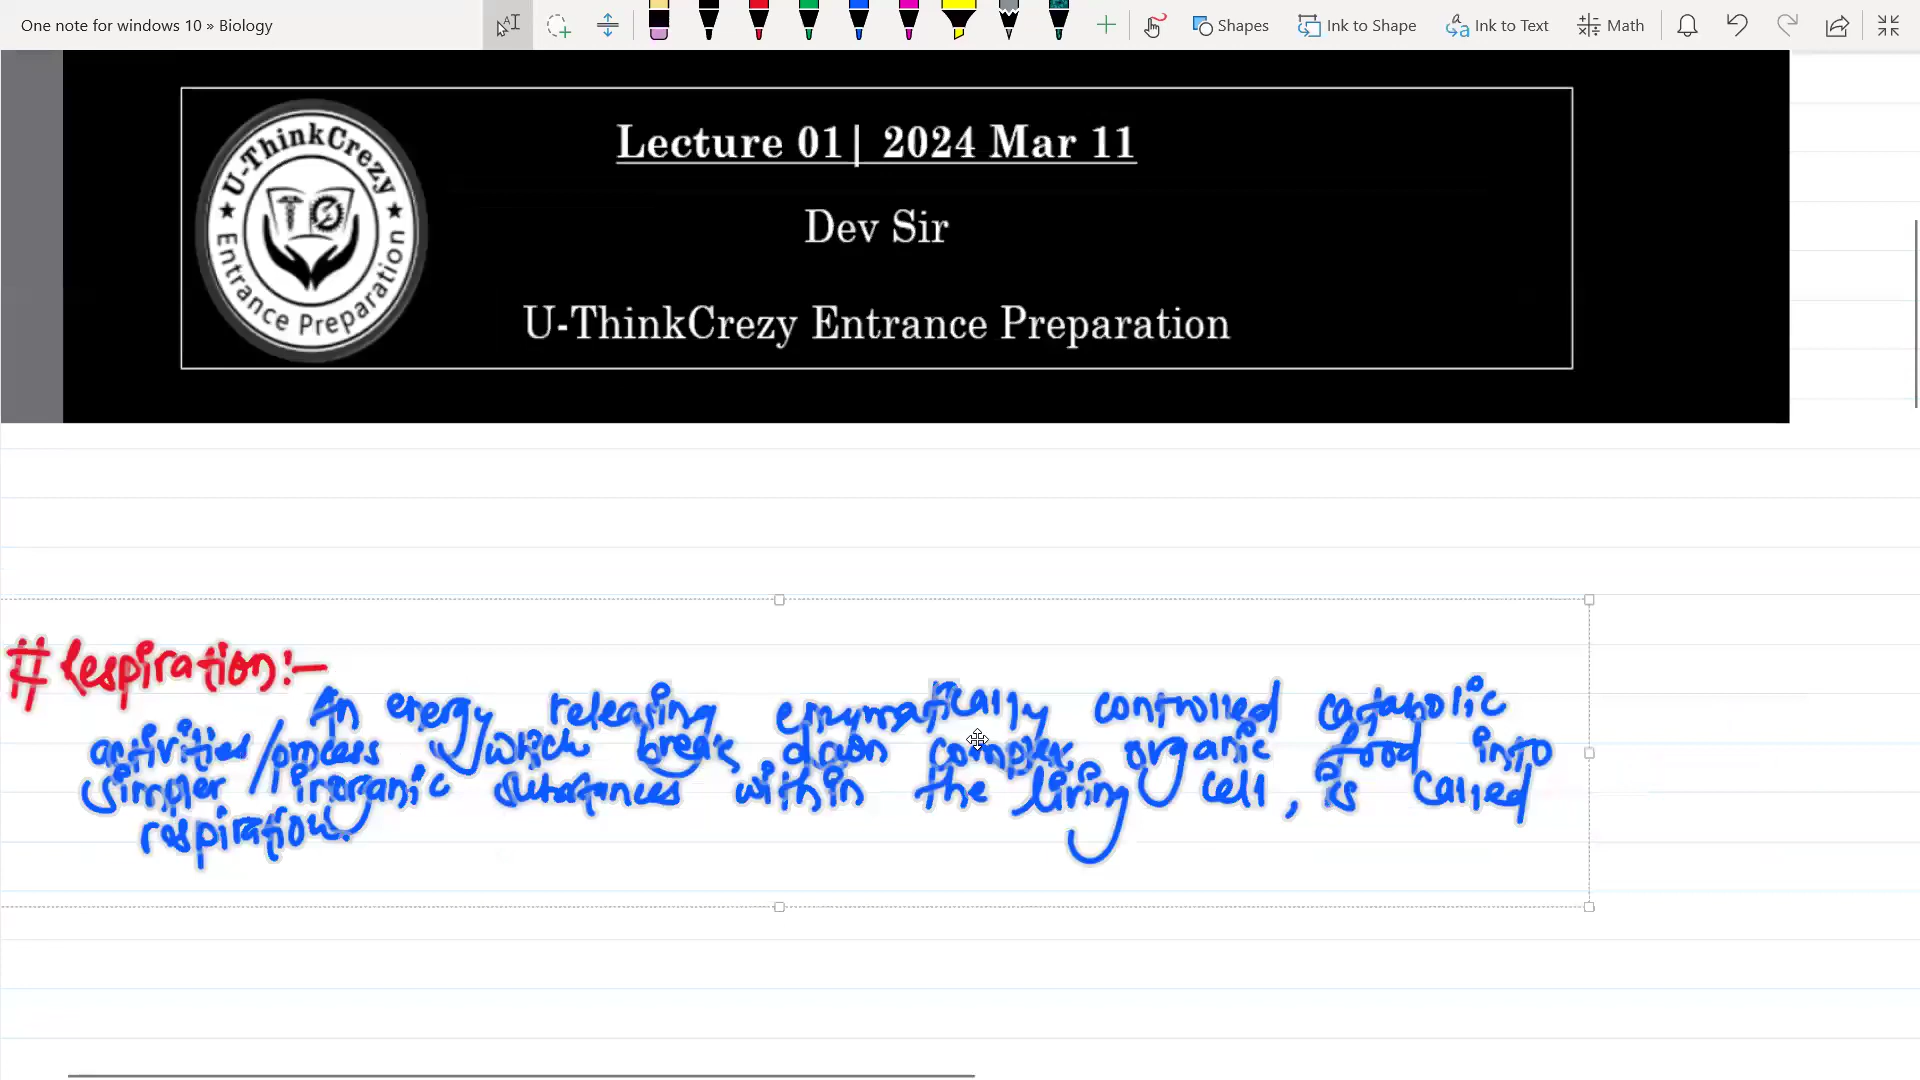 One note for windows 10 » Biology
Shapes
Ink to Shape
Ink to Text
Math
U-ThinkCrezy
Entrance Preparation
Lecture 01| 2024 Mar 11
Dev Sir
U-ThinkCrezy Entrance Preparation
# Respiration:-
An energy releasing enzymatically controlled catabolic
activities/process which break down complex organic food into
simpler/inorganic substances within the living cell, is called
respiration.